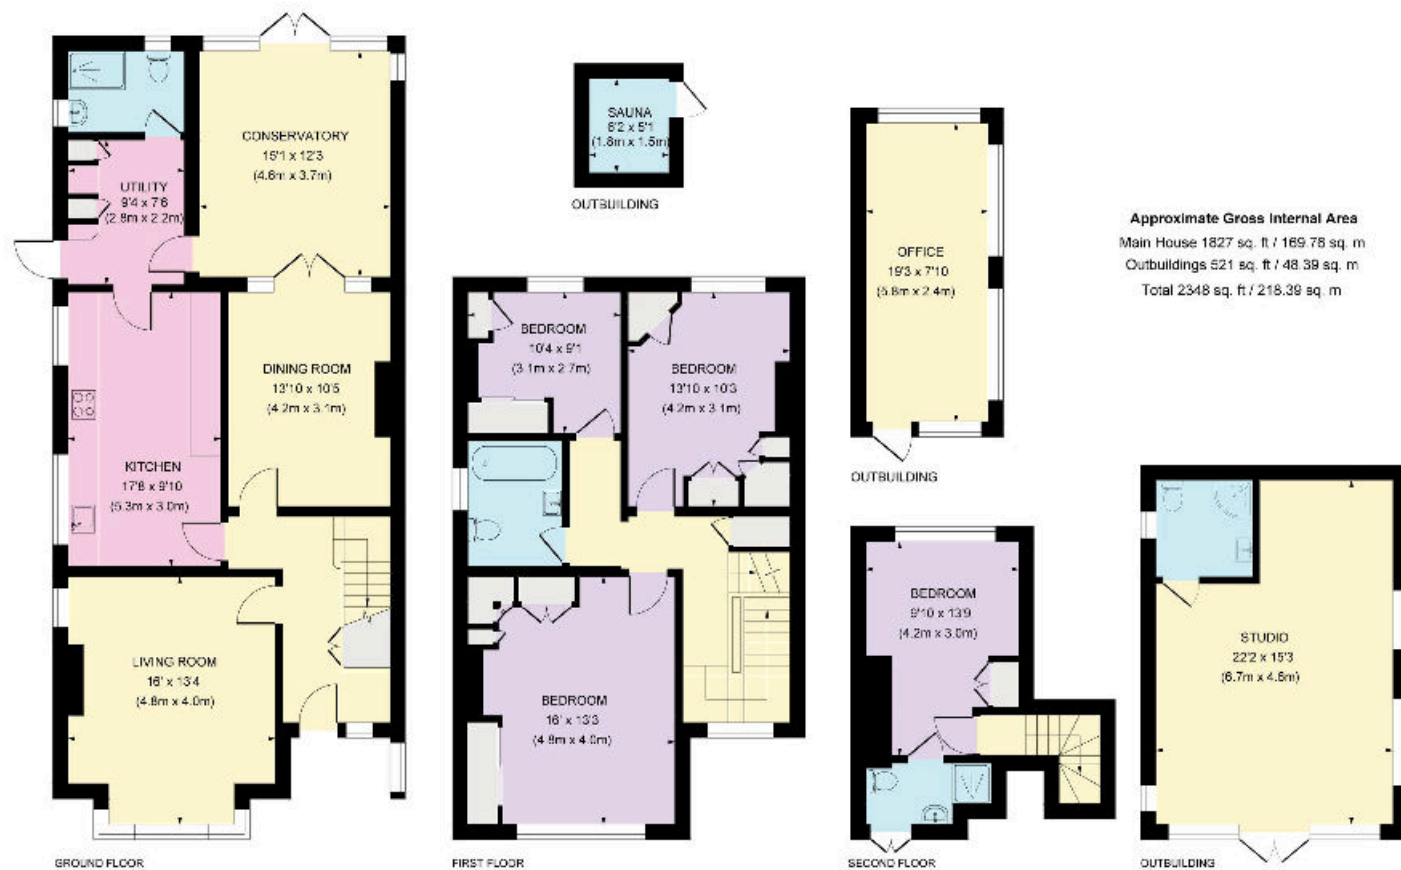 CONSERVATORY
15'1 x 12'3
(4.6m x 3.7m)
UTILITY
9'4 x 7'6
(2.8m x 2.2m)
DINING ROOM
13'10 x 10'5
(4.2m x 3.1m)
KITCHEN
17'8 x 9'10
(5.3m x 3.0m)
LIVING ROOM
16' x 13'4
(4.8m x 4.0m)
GROUND FLOOR
SAUNA
6'2 x 5'1
(1.8m x 1.5m)
OUTBUILDING
BEDROOM
10'4 x 9'1
(3.1m x 2.7m)
BEDROOM
13'10 x 10'3
(4.2m x 3.1m)
BEDROOM
16' x 13'3
(4.8m x 4.0m)
FIRST FLOOR
OFFICE
19'3 x 7'10
(5.8m x 2.4m)
OUTBUILDING
BEDROOM
9'10 x 13'9
(4.2m x 3.0m)
SECOND FLOOR
Approximate Gross Internal Area
Main House 1827 sq. ft / 169.78 sq. m
Outbuildings 521 sq. ft / 48.39 sq. m
Total 2348 sq. ft / 218.39 sq. m
STUDIO
22'2 x 15'3
(6.7m x 4.6m)
OUTBUILDING